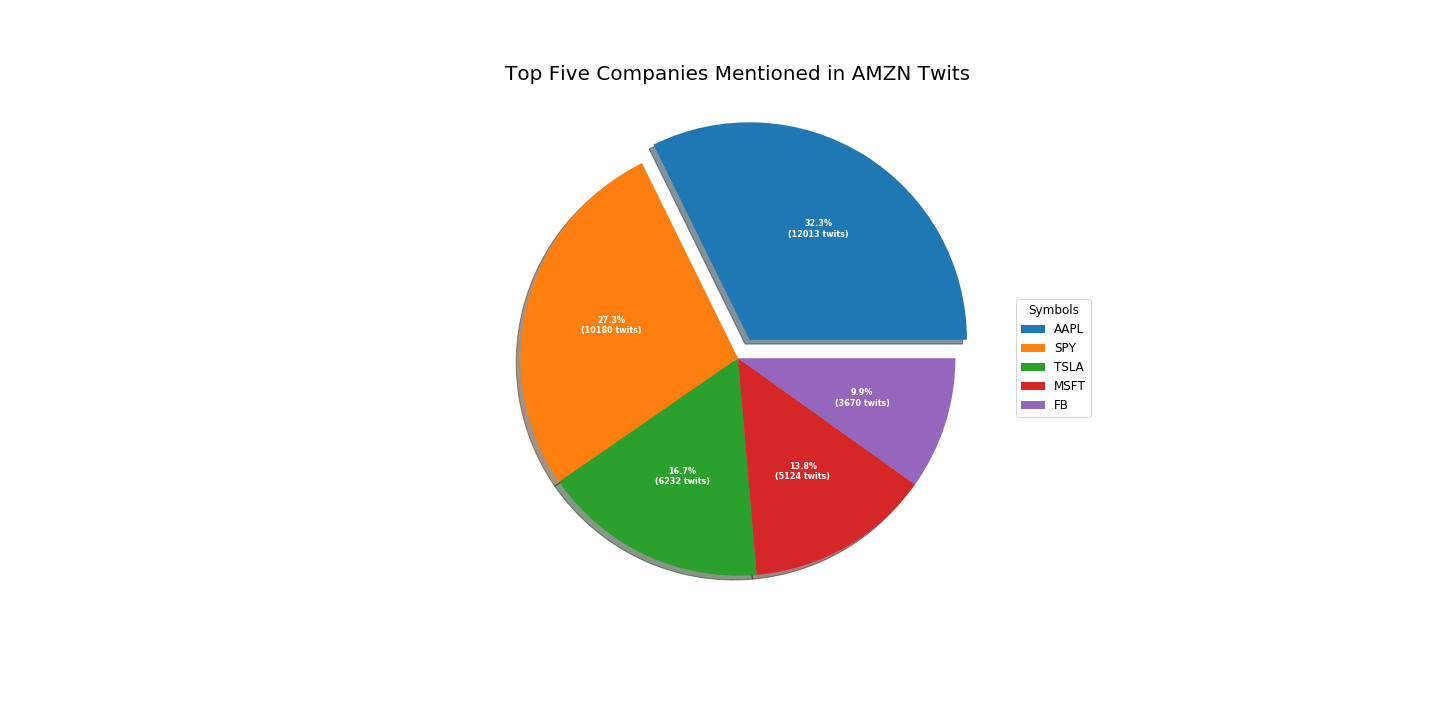 Top Five Companies Mentioned in AMZN Twits
32.3%
(12013 twits)
27.3%
(10180 twits)
16.7%
(6232 twits)
13.8%
(5124 twits)
9.9%
(3670 twits)
Symbols
AAPL
SPY
TSLA
MSFT
FB